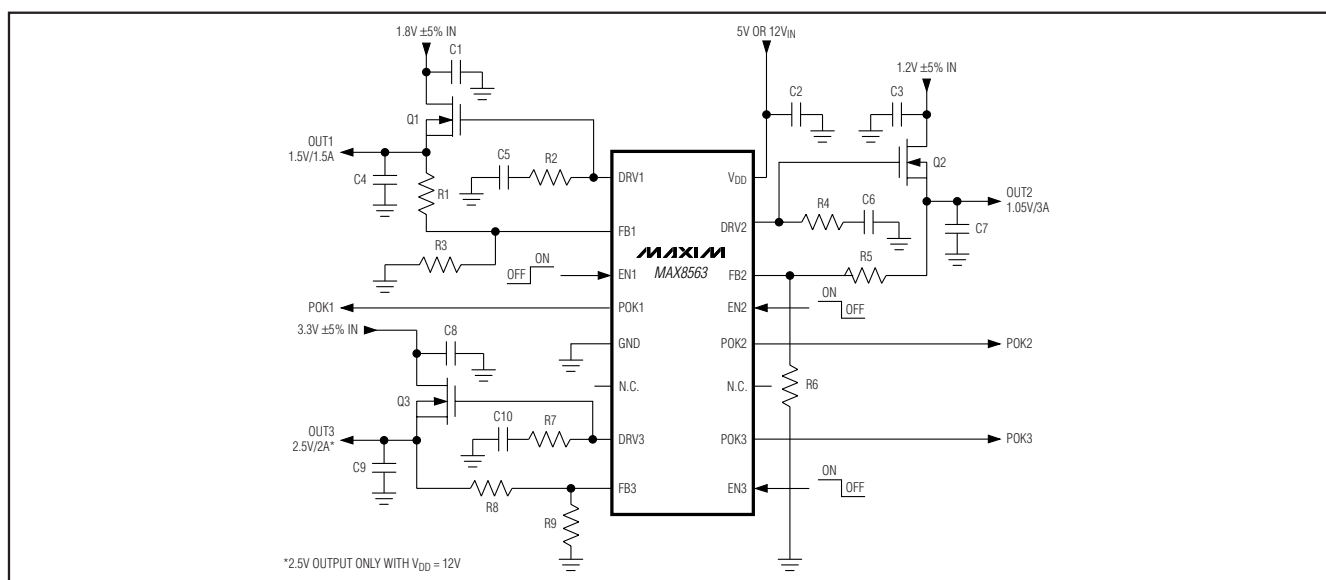 1.8V ±5% IN
C1
Q1
OUT1
1.5V/1.5A
C4
R1
C5
R2
R3
OFF
ON
POK1
3.3V ±5% IN
C8
Q3
OUT3
2.5V/2A*
C9
C10
R7
R8
R9
*2.5V OUTPUT ONLY WITH VDD = 12V
DRV1
FB1
EN1
POK1
GND
N.C.
DRV3
FB3
MAXIM
MAX8563
VDD
DRV2
FB2
EN2
POK2
N.C.
POK3
EN3
5V OR 12VIN
C2
C3
1.2V ±5% IN
Q2
OUT2
1.05V/3A
R4
C6
C7
R5
ON
OFF
POK2
R6
POK3
ON
OFF